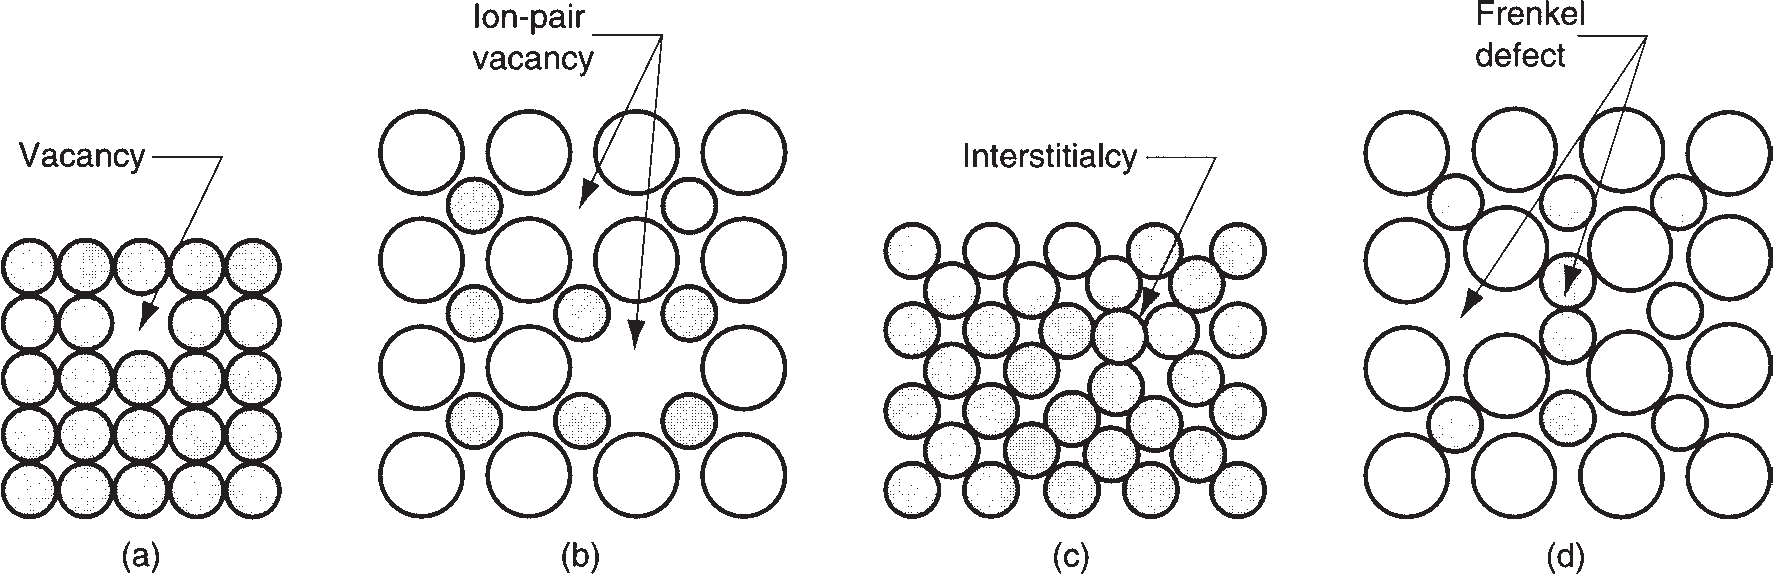 Vacancy
Ion-pair
vacancy
Interstitialcy
Frenkel
defect
(a)
(b)
(c)
(d)